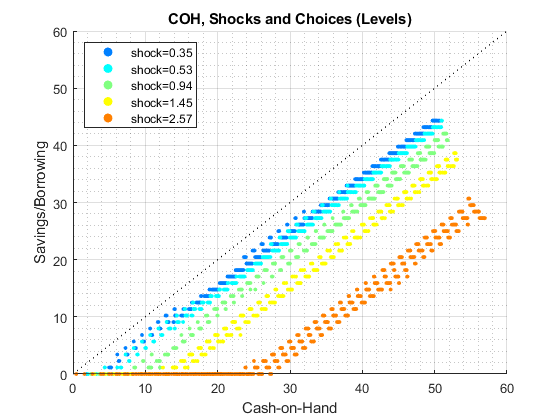 COH, Shocks and Choices (Levels)
60
50
40
30
20
10
0
Savings/Borrowing
shock=0.35
shock=0.53
shock=0.94
shock=1.45
shock=2.57
0 10 20 30 40 50 60
Cash-on-Hand